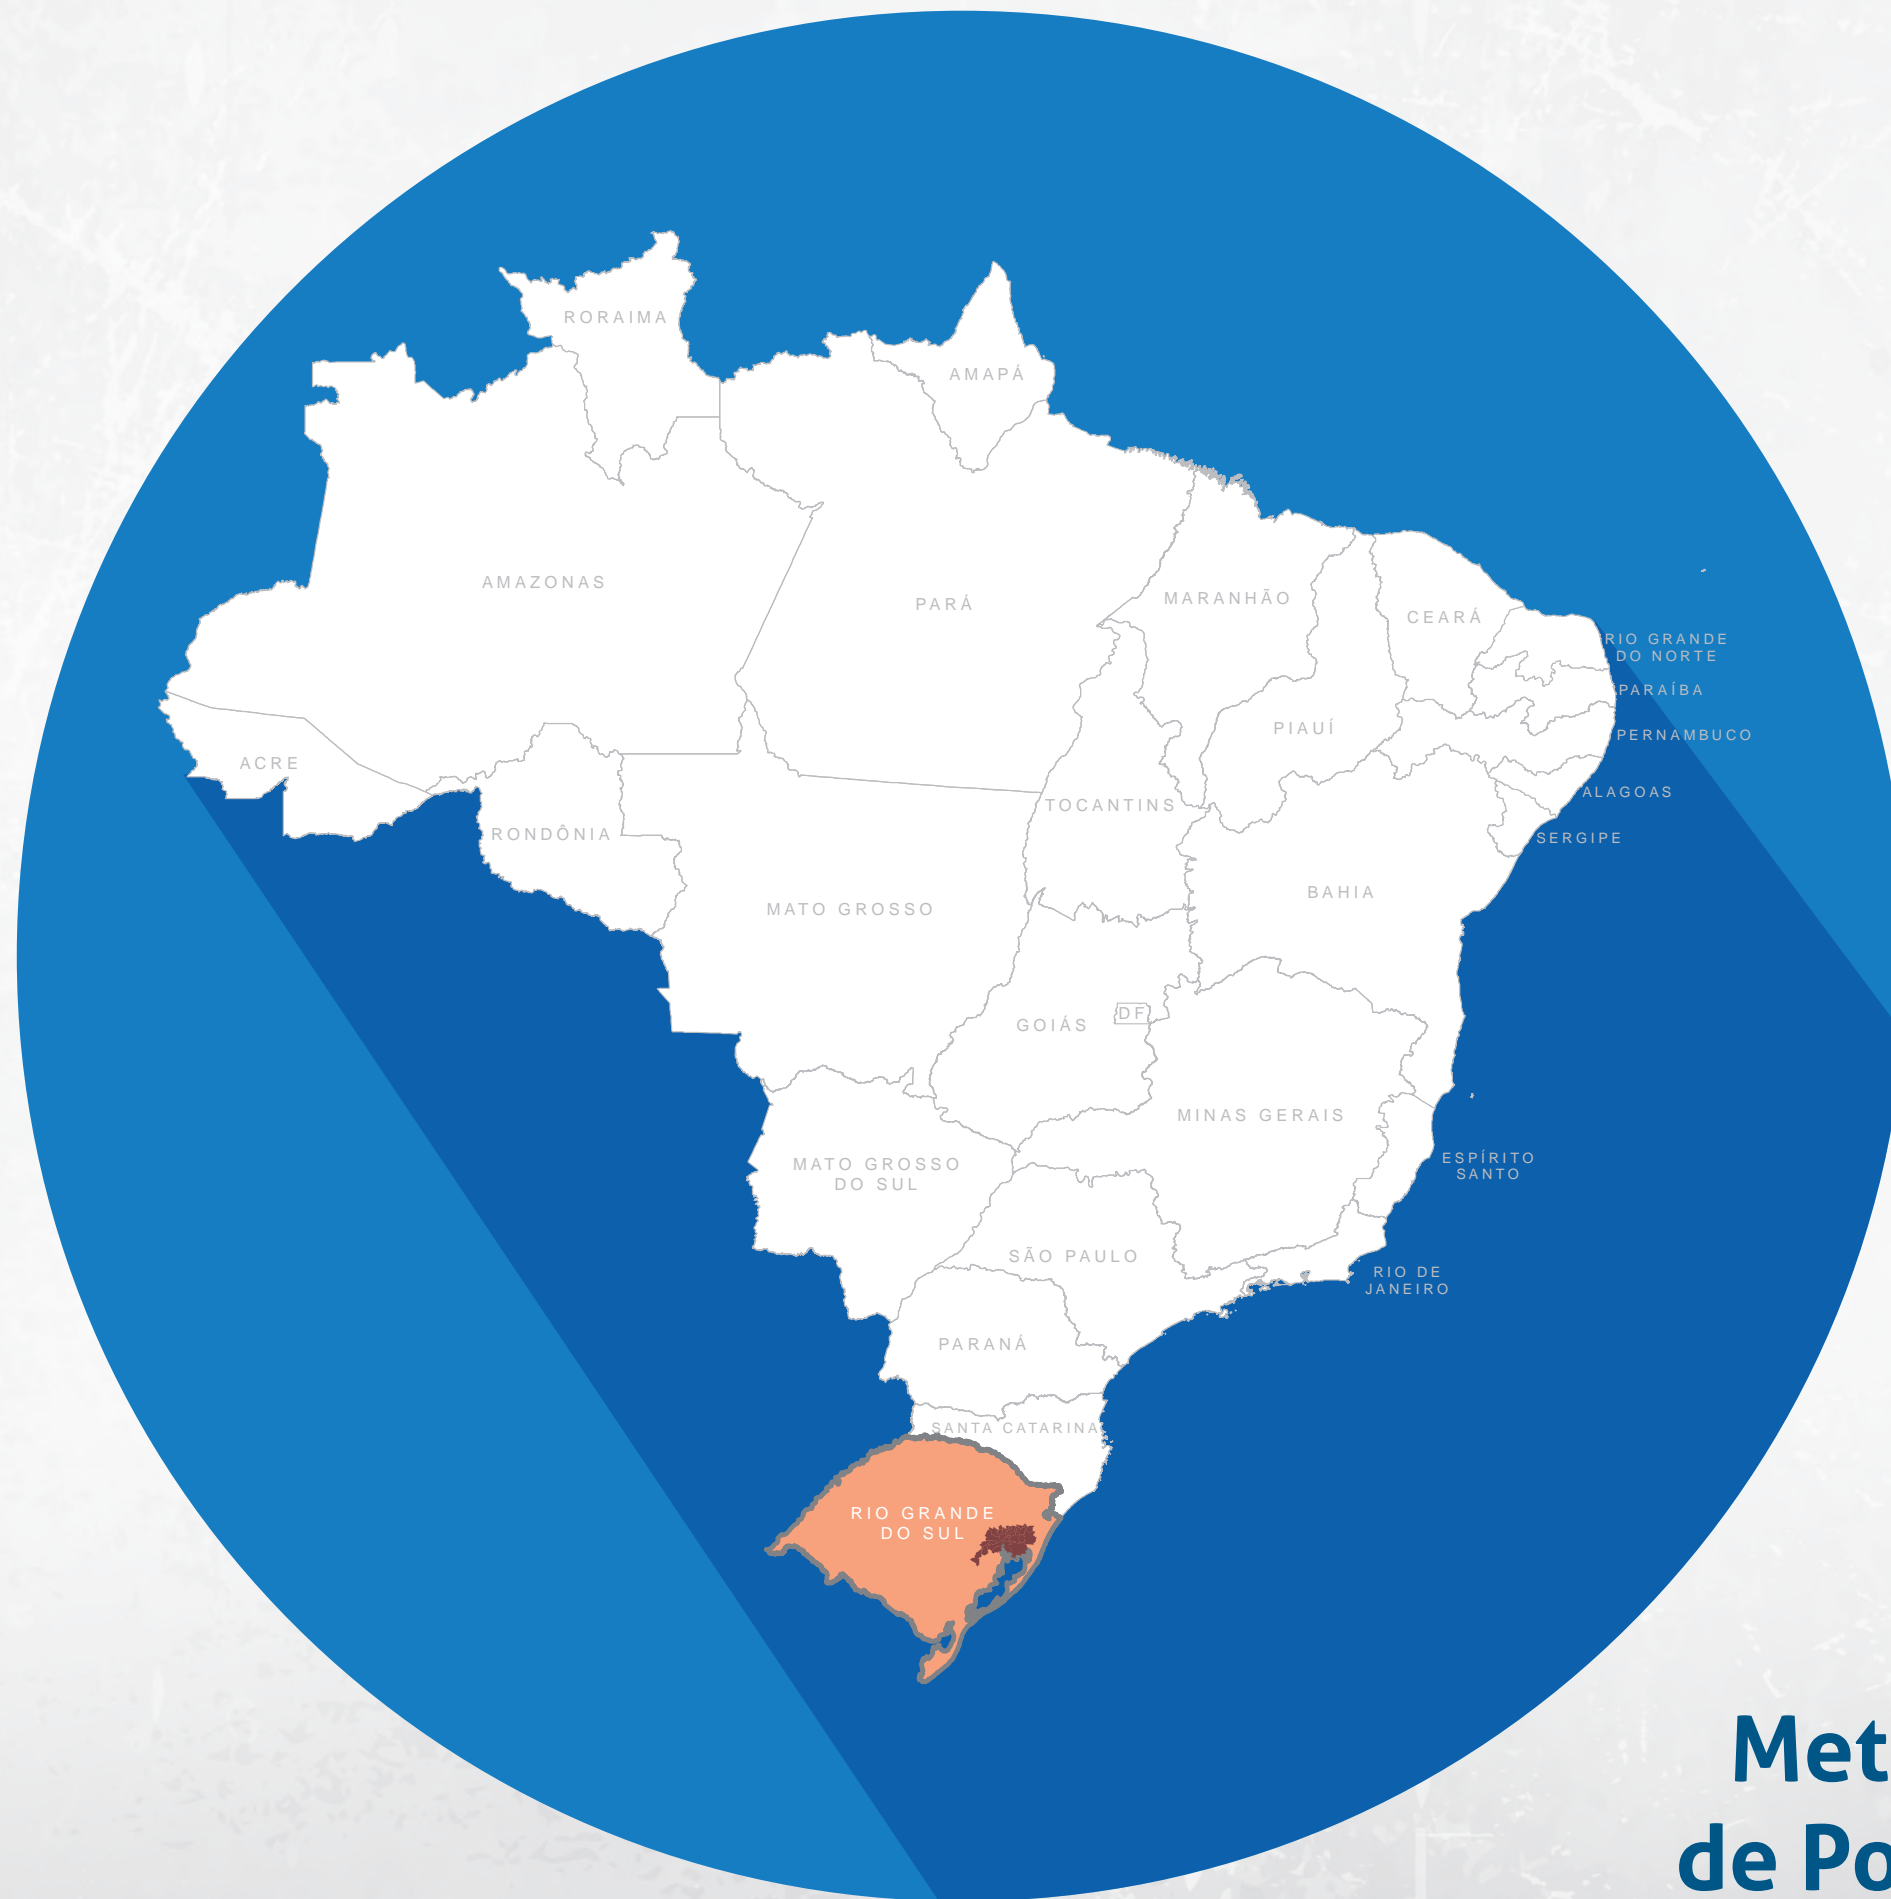 RORAIMA
AMAPÁ
AMAZONAS
PARÁ
MARANHÃO
CEARÁ
RIO GRANDE
DO NORTE
PARAÍBA
PIAUÍ
PERNAMBUCO
ACRE
TOCANTINS
ALAGOAS
RONDÔNIA
SERGIPE
BAHIA
MATO GROSSO
DF
GOIÁS
MINAS GERAIS
ESPÍRITO
SANTO
MATO GROSSO
DO SUL
SÃO PAULO
RIO DE
JANEIRO
PARANÁ
SANTA CATARINA
RIO GRANDE
DO SUL
Met
de Po